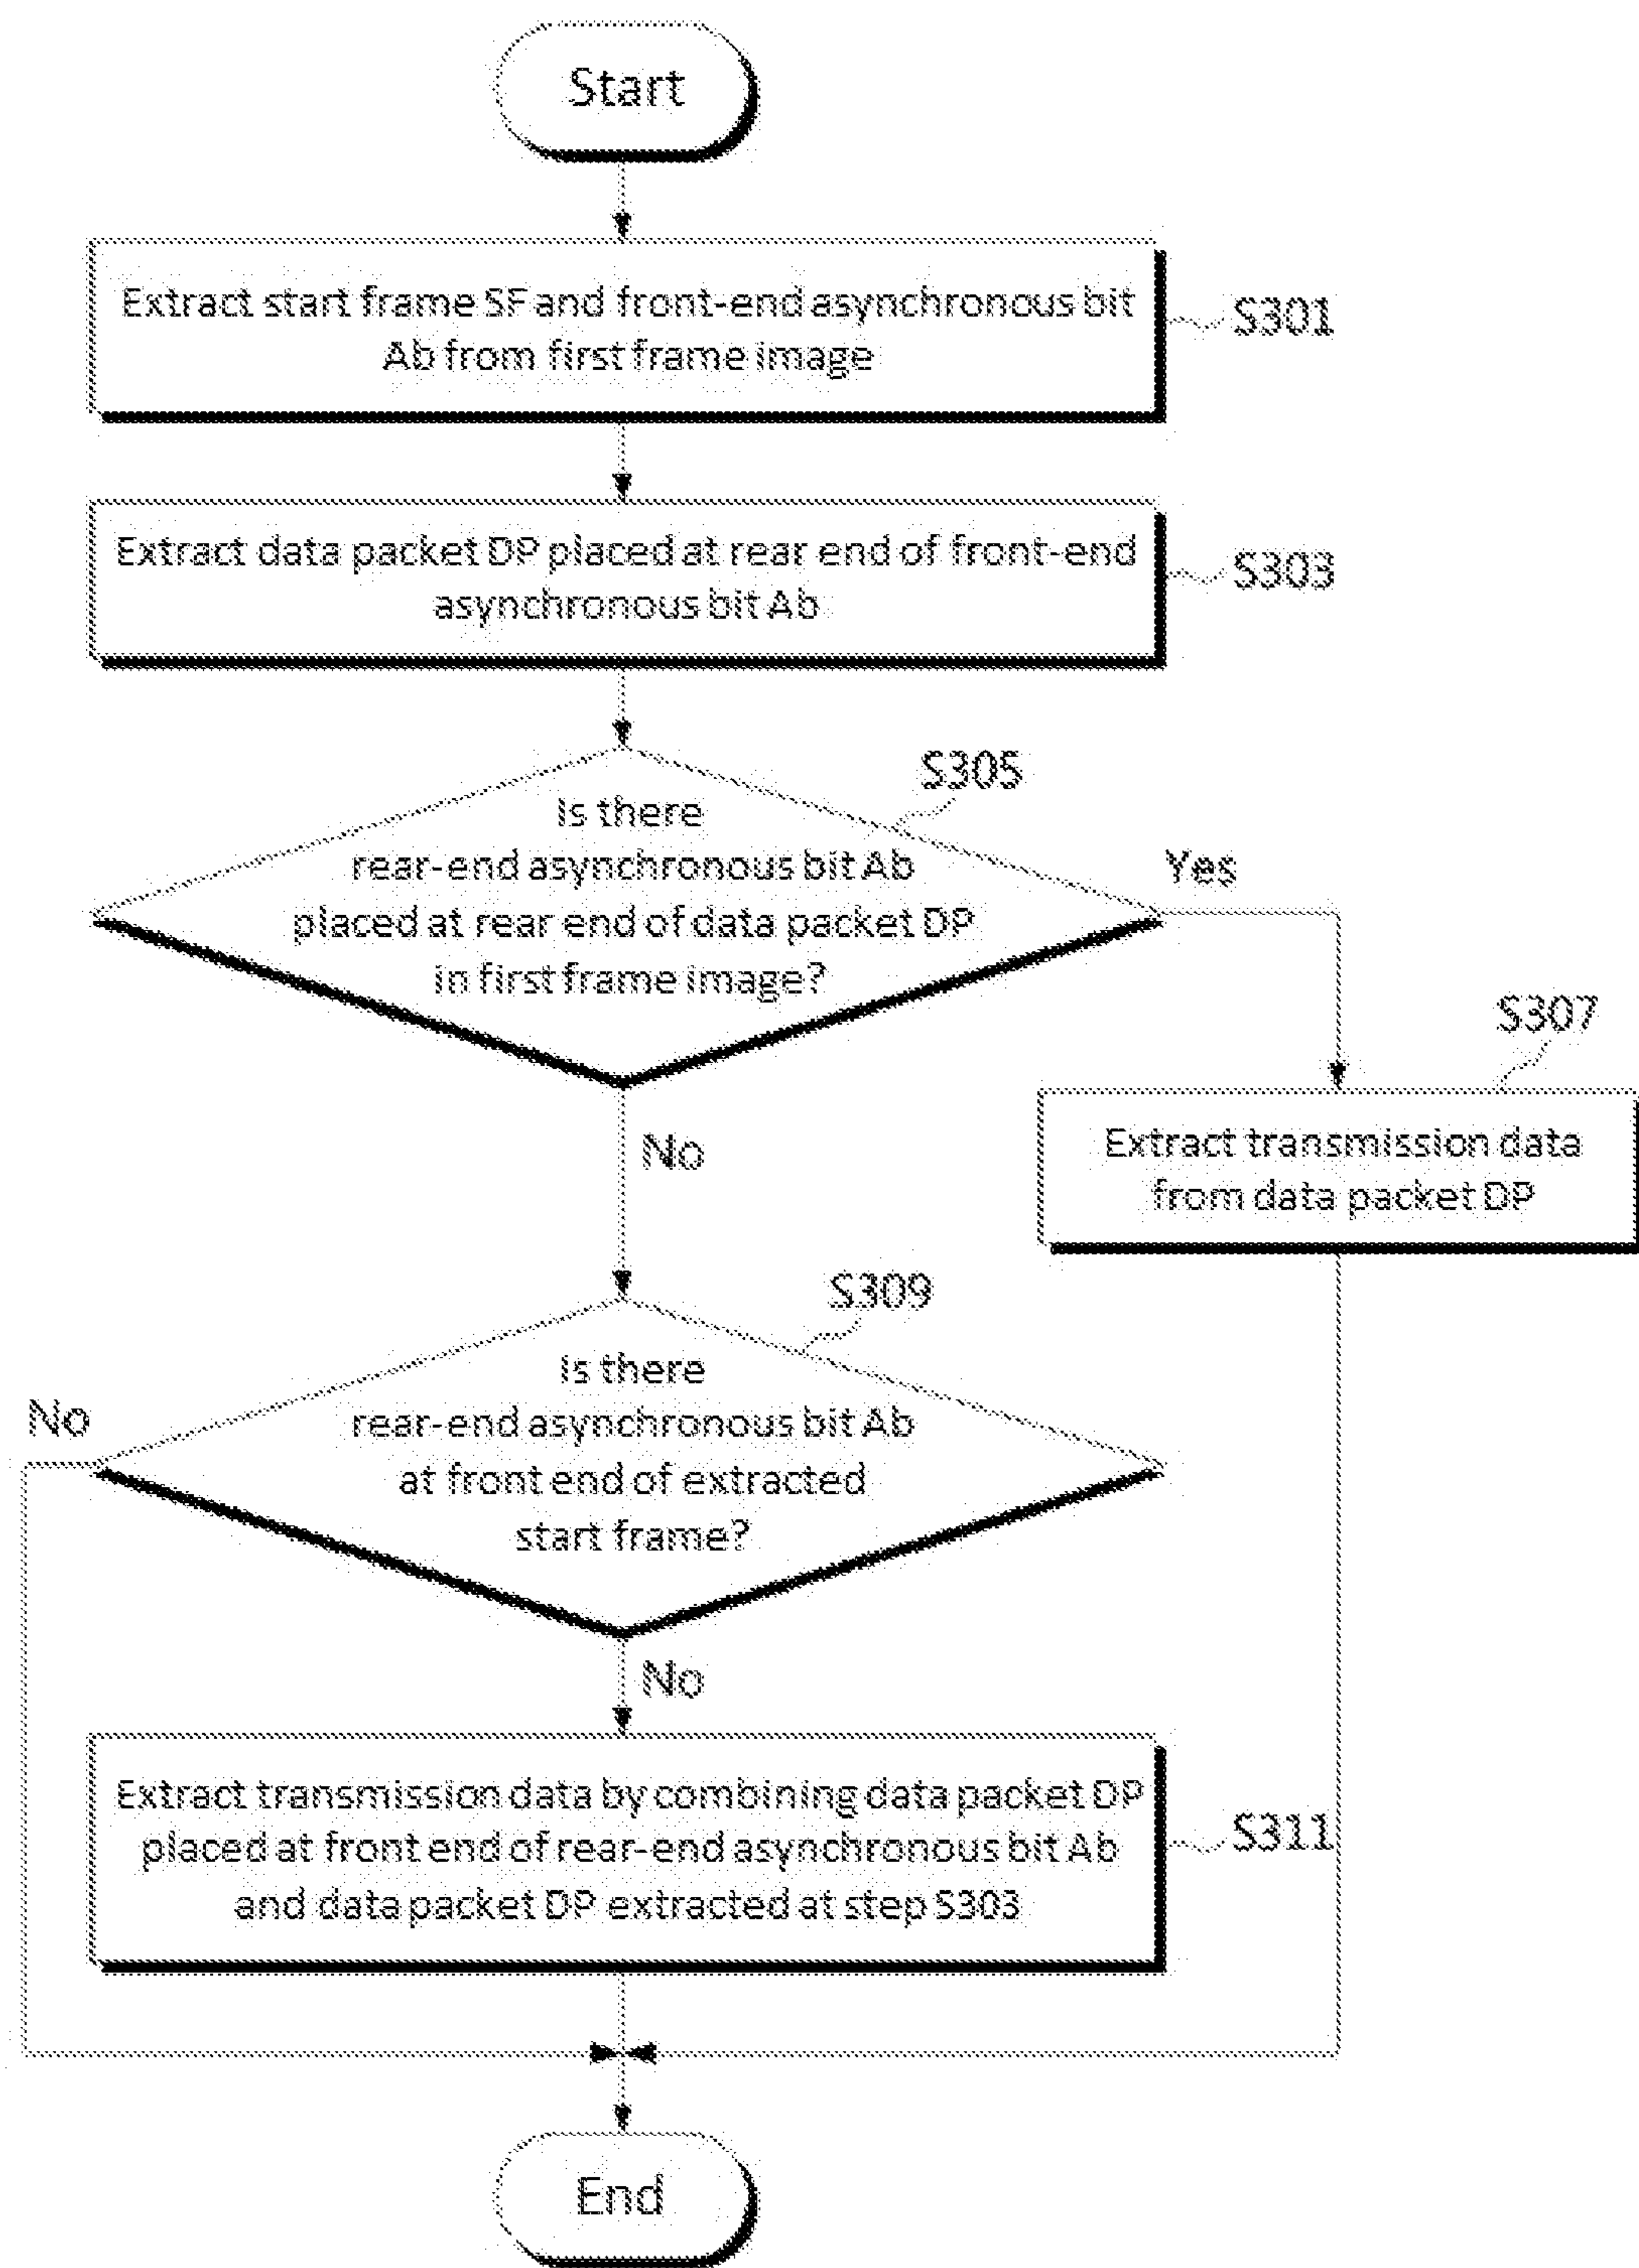 Start
Extract start frame SF and front-end asynchronous bit
Ab from first frame image
S301
Extract data packet DP placed at rear end of front-end
asynchronous bit Ab
S303
S305
Is there
rear-end asynchronous bit Ab
placed at rear end of data packet DP
in first frame image?
Yes
No
S307
Extract transmission data
from data packet DP
S309
Is there
rear-end asynchronous bit Ab
at front end of extracted
start frame?
No
No
Extract transmission data by combining data packet DP
placed at front end of rear-end asynchronous bit Ab
and data packet DP extracted at step S303
S311
End